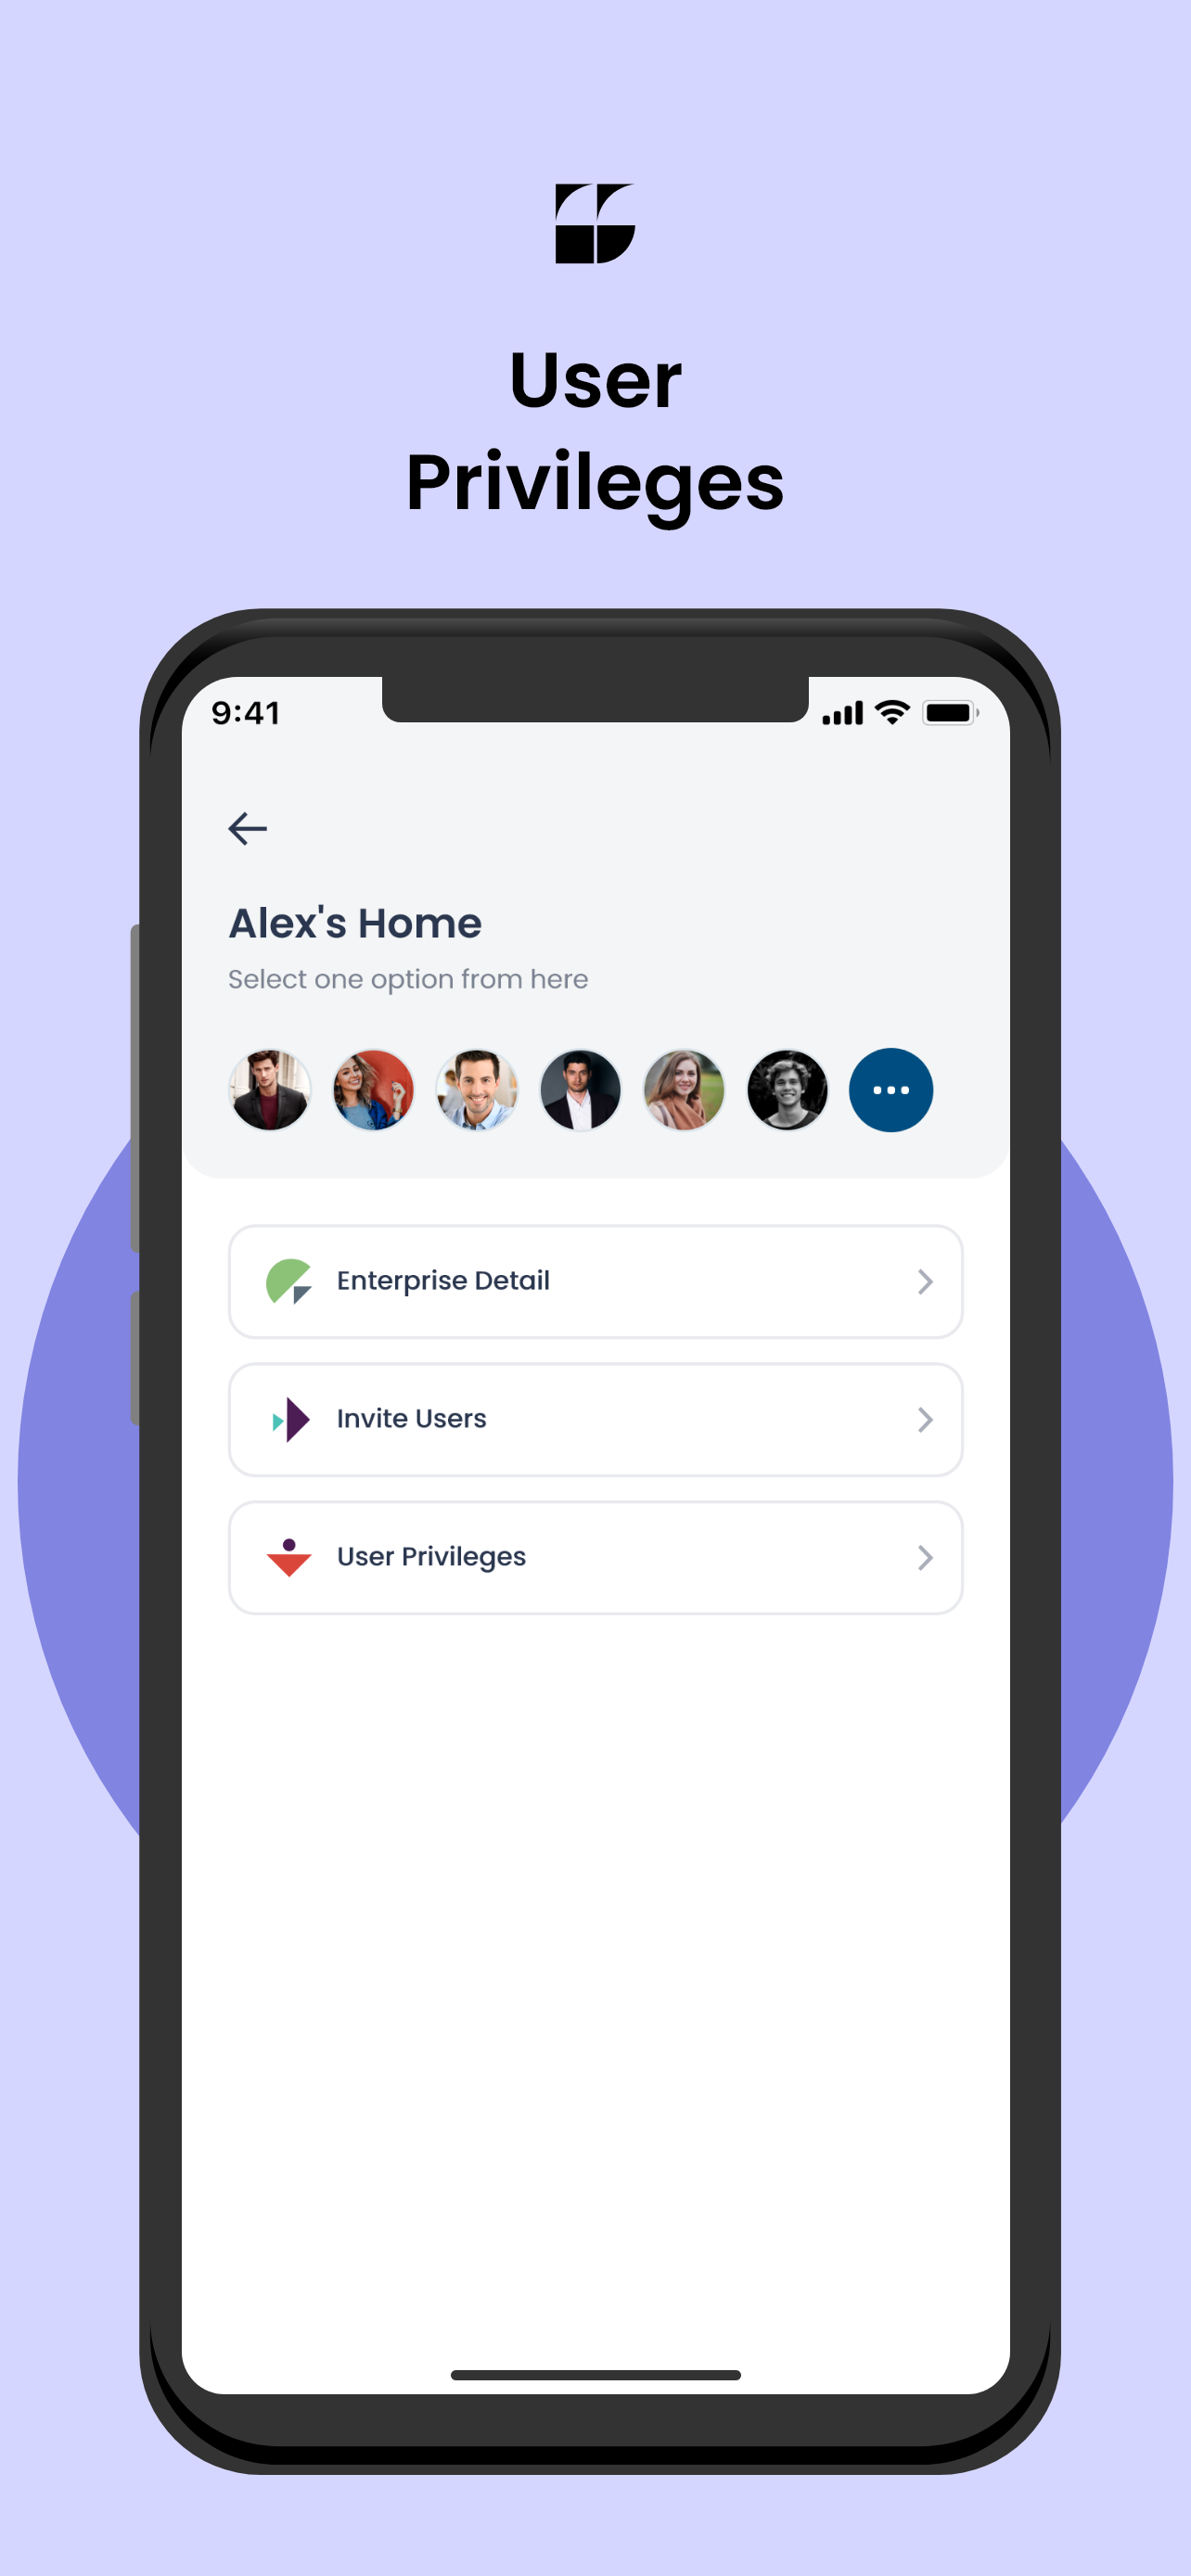 User
Privileges
9:41
Alex's Home
Select one option from here
Enterprise Detail
Invite Users
User Privileges